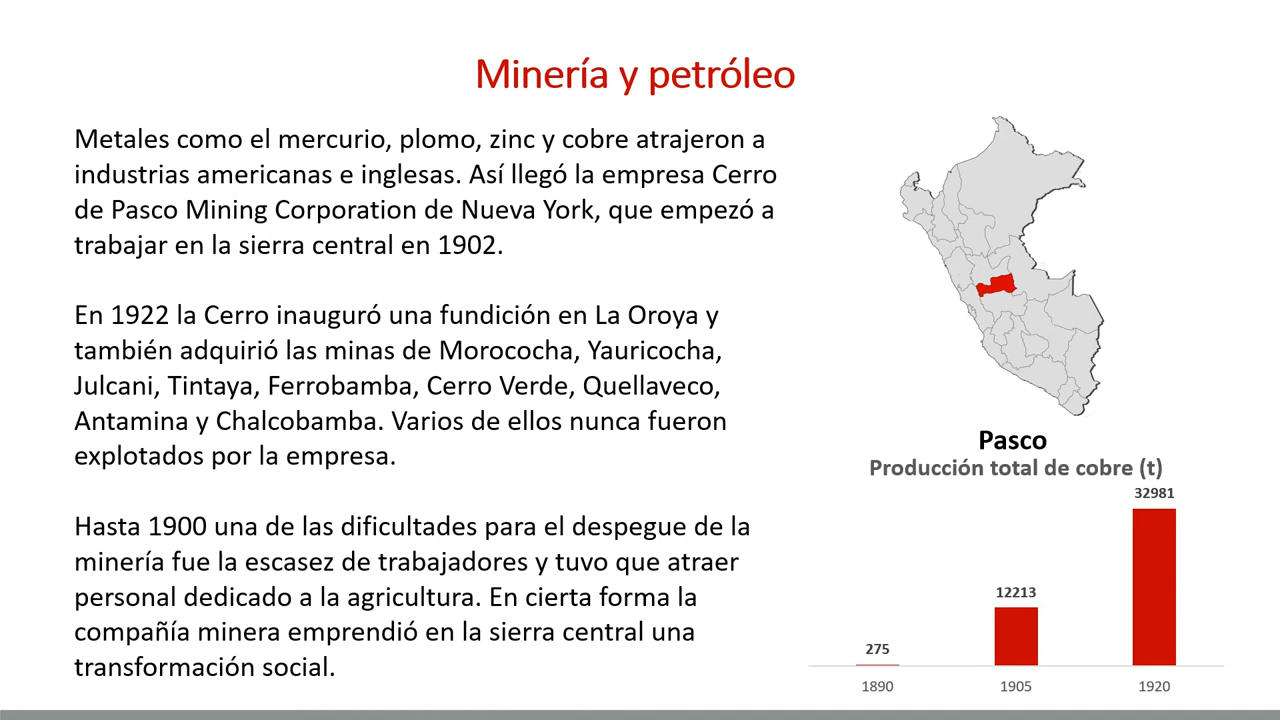 Minería y petróleo
Metales como el mercurio, plomo, zinc y cobre atrajeron a
industrias americanas e inglesas. Así llegó la empresa Cerro
de Pasco Mining Corporation de Nueva York, que empezó a
trabajar en la sierra central en 1902.
En 1922 la Cerro inauguró una fundición en La Oroya y
también adquirió las minas de Morococha, Yauricocha,
Julcani, Tintaya, Ferrobamba, Cerro Verde, Quellaveco,
Antamina y Chalcobamba. Varios de ellos nunca fueron
explotados por la empresa.
Hasta 1900 una de las dificultades para el despegue de la
minería fue la escasez de trabajadores y tuvo que atraer
personal dedicado a la agricultura. En cierta forma la
compañía minera emprendió en la sierra central una
transformación social.
Pasco
Producción total de cobre (t)
32981
12213
275
1890 1905 1920